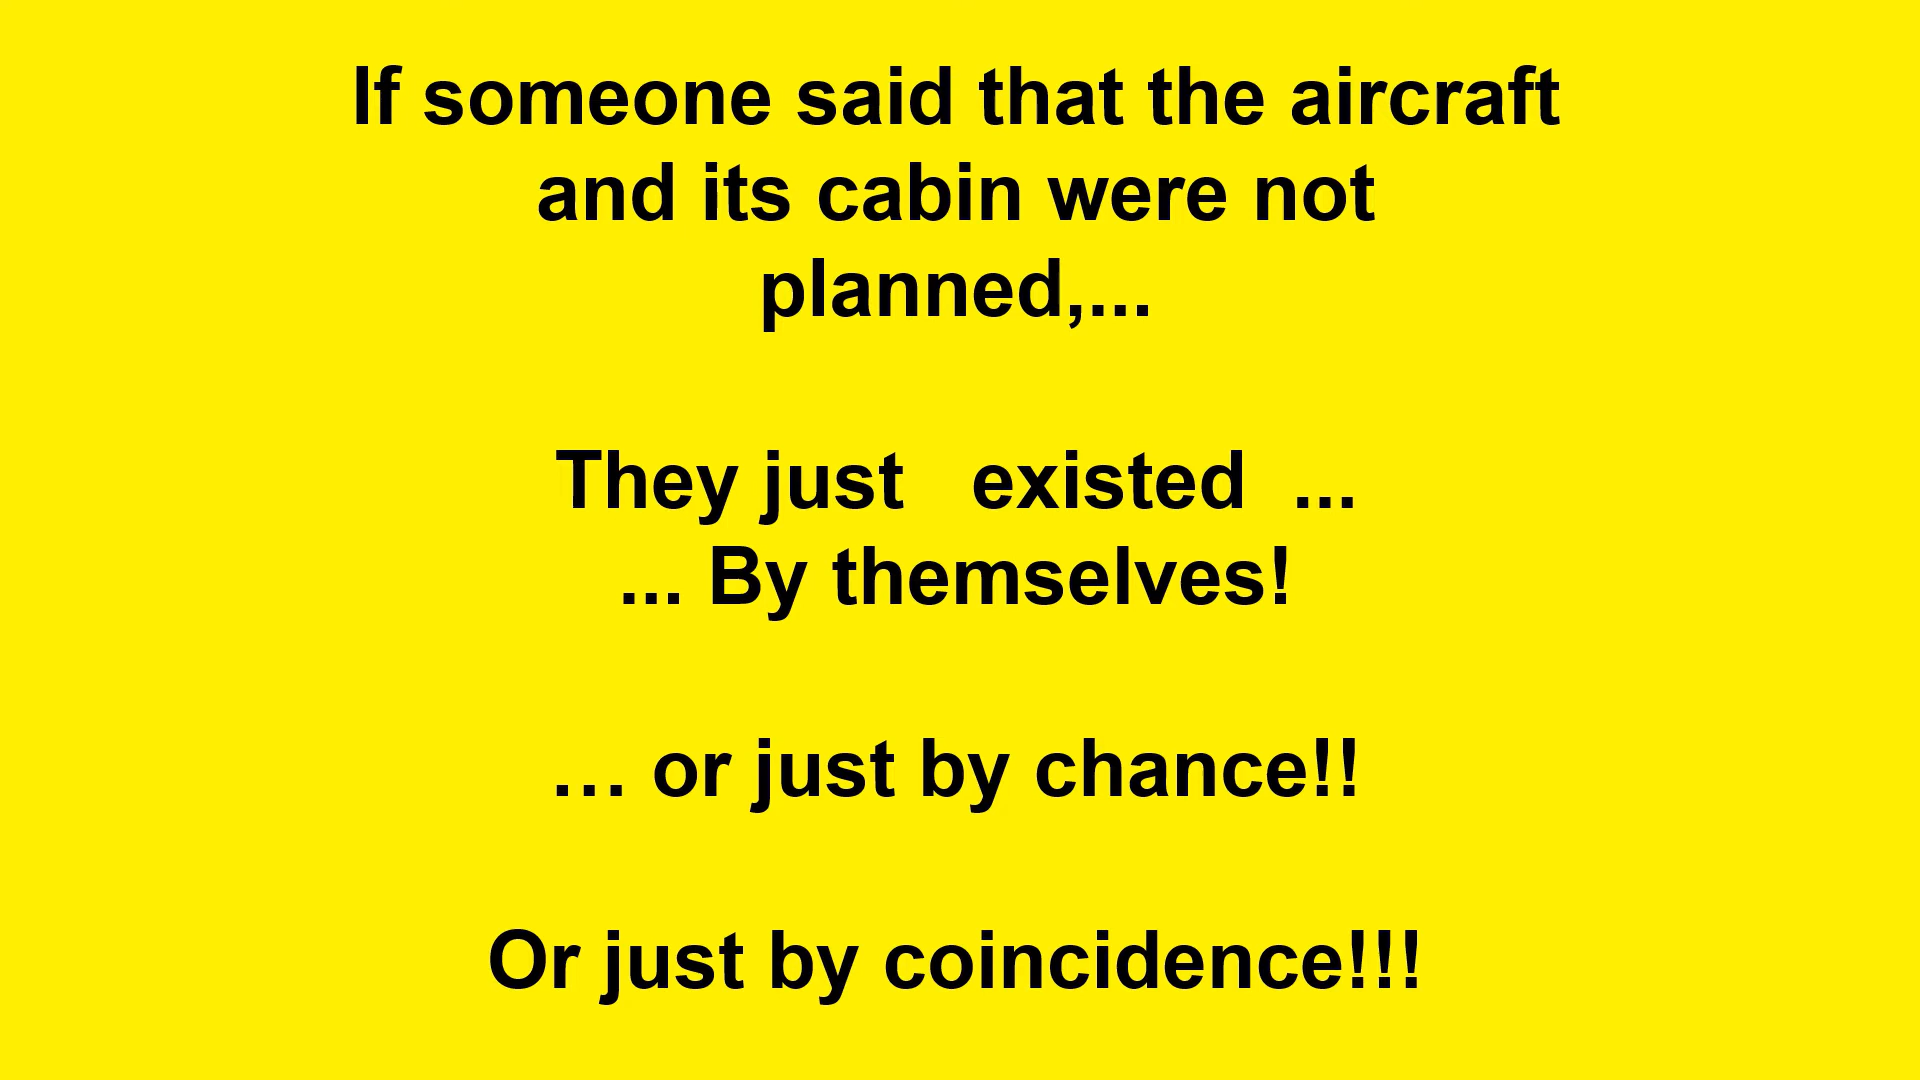 If someone said that the aircraft
and its cabin were not
planned,...
They just   existed  ...
... By themselves!
… or just by chance!!
Or just by coincidence!!!